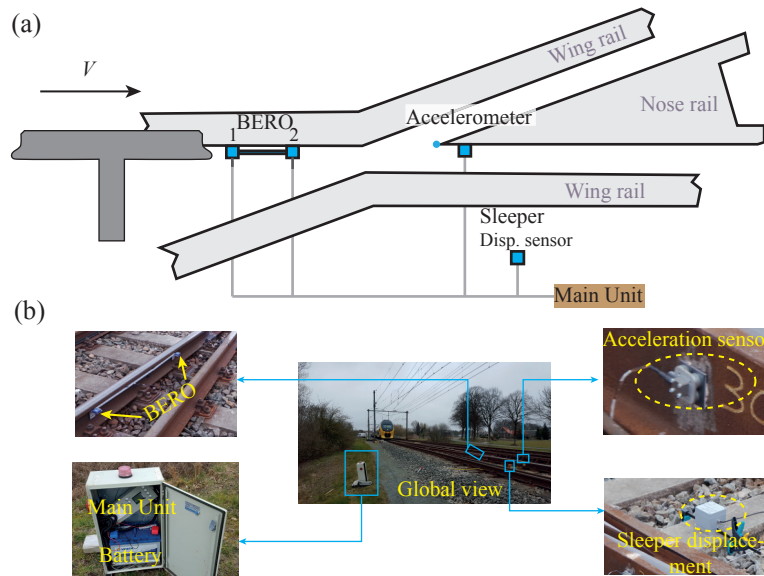 (a)
V
Wing rail
BERO
1
2
Accelerometer
Nose rail
Wing rail
Sleeper
Disp. sensor
Main Unit
(b)
BERO
Global view
Acceleration senso
30
Main Unit
Battery
Sleeper displace-
ment